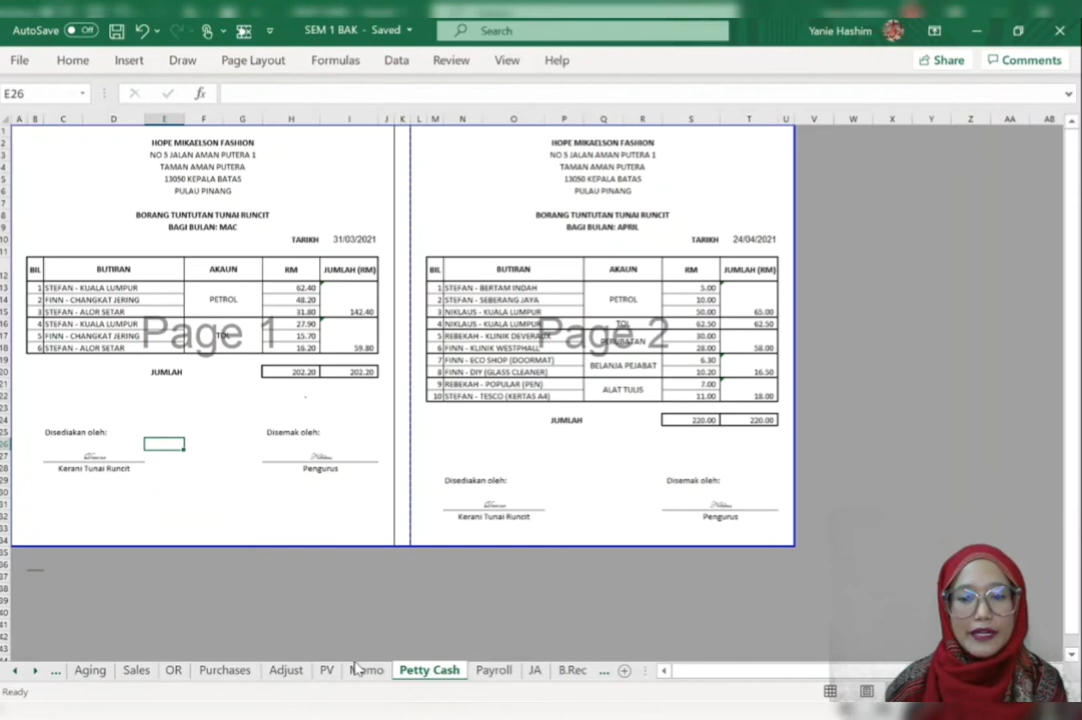 AutoSave Off SEM 1 BAK - Saved Search Yanie Hashim
File Home Insert Draw Page Layout Formulas Data Review View Help Share Comments
E26 fx
A B C D E F G H I J K L M N O P Q R S T U V W X Y Z AA AB
HOPE MIKAELSON FASHION
NO 5 JALAN AMAN PUTERA 1
TAMAN AMAN PUTERA
13050 KEPALA BATAS
PULAU PINANG
BORANG TUNTUTAN TUNAI RUNCIT
BAGI BULAN: MAC
TARIKH 31/03/2021
BIL BUTIRAN AKAUN RM JUMLAH (RM)
1 STEFAN - KUALA LUMPUR PETROL 62.40
2 FINN - CHANGKAT JERING 48.20
3 STEFAN - ALOR SETAR 31.80 142.40
4 STEFAN - KUALA LUMPUR TOL 27.90
5 FINN - CHANGKAT JERING 15.70
6 STEFAN - ALOR SETAR 16.20 59.80
Page 1
JUMLAH 202.20 202.20
Disediakan oleh: Disemak oleh:
Kerani Tunai Runcit Pengurus
HOPE MIKAELSON FASHION
NO 5 JALAN AMAN PUTERA 1
TAMAN AMAN PUTERA
13050 KEPALA BATAS
PULAU PINANG
BORANG TUNTUTAN TUNAI RUNCIT
BAGI BULAN: APRIL
TARIKH 24/04/2021
BIL BUTIRAN AKAUN RM JUMLAH (RM)
1 STEFAN - BERTAM INDAH PETROL 5.00
2 STEFAN - SEBERANG JAYA 10.00
3 NIKLAUS - KUALA LUMPUR 50.00 65.00
4 NIKLAUS - KUALA LUMPUR TOL 62.50 62.50
5 REBEKAH - KLINIK DEVERAUX PERUBATAN 30.00
6 FINN - KLINIK WESTPHALL 28.00 58.00
7 FINN - ECO SHOP (DOORMAT) BELANJA PEJABAT 6.30
8 FINN - DIY (GLASS CLEANER) 10.20 16.50
9 REBEKAH - POPULAR (PEN) ALAT TULIS 7.00
10 STEFAN - TESCO (KERTAS A4) 11.00 18.00
Page 2
JUMLAH 220.00 220.00
Disediakan oleh: Disemak oleh:
Kerani Tunai Runcit Pengurus
... Aging Sales OR Purchases Adjust PV Memo Petty Cash Payroll JA B.Rec ...
Ready